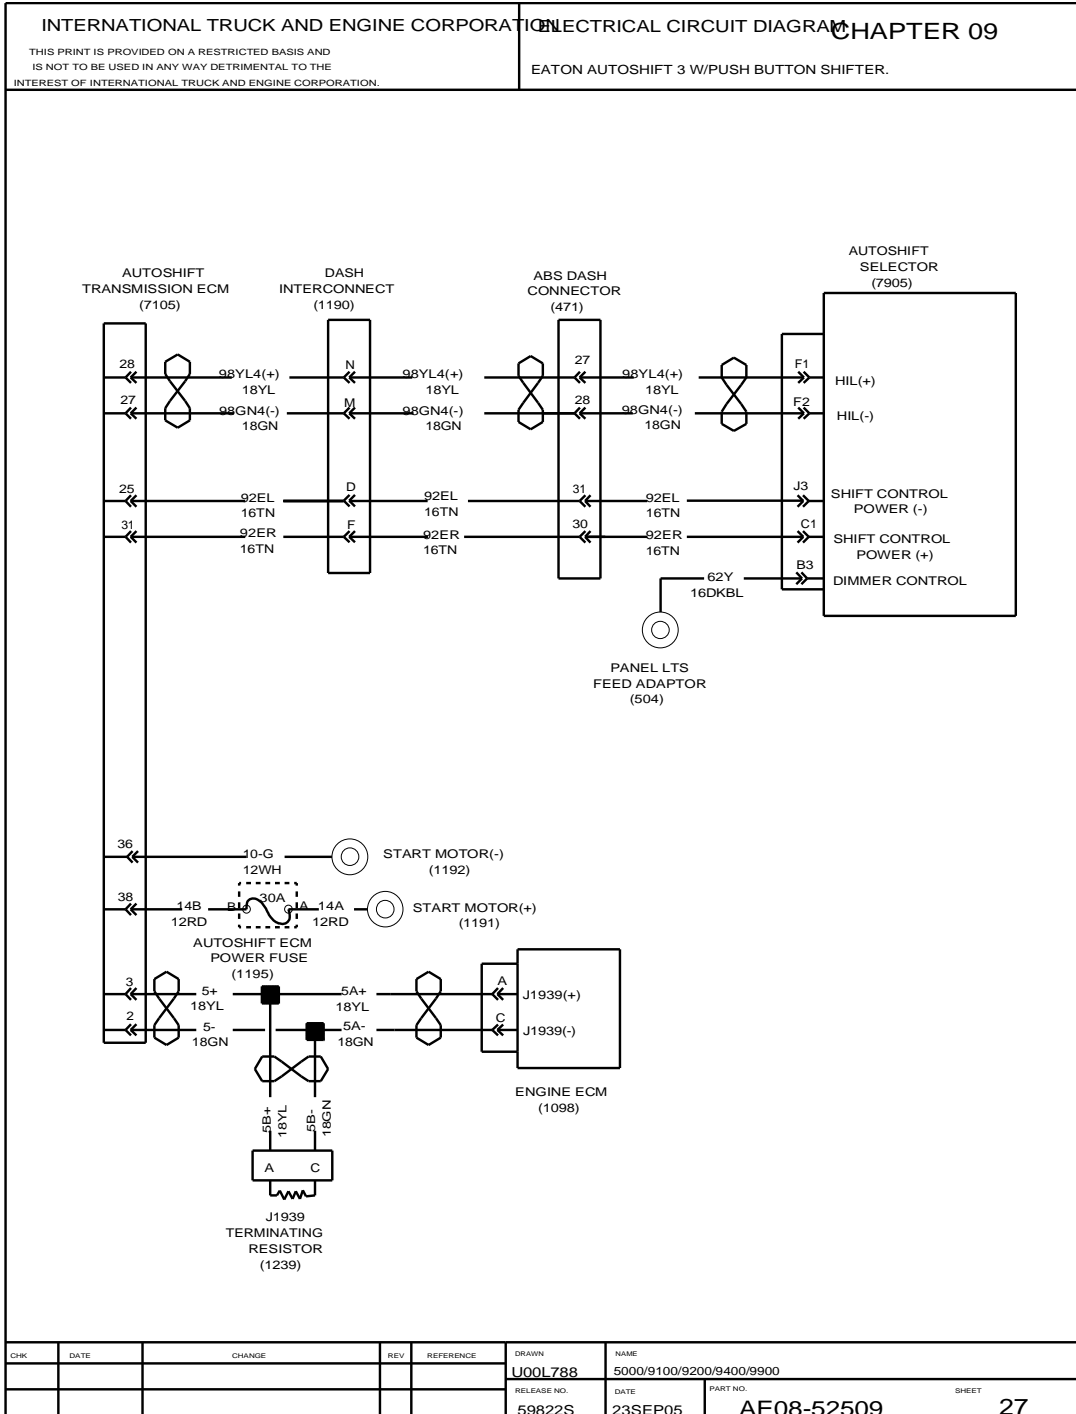 INTERNATIONAL TRUCK AND ENGINE CORPORATION
THIS PRINT IS PROVIDED ON A RESTRICTED BASIS AND
IS NOT TO BE USED IN ANY WAY DETRIMENTAL TO THE
INTEREST OF INTERNATIONAL TRUCK AND ENGINE CORPORATION.
ELECTRICAL CIRCUIT DIAGRAM
CHAPTER 09
EATON AUTOSHIFT 3 W/PUSH BUTTON SHIFTER.
AUTOSHIFT
TRANSMISSION ECM
(7105)
DASH
INTERCONNECT
(1190)
ABS DASH
CONNECTOR
(471)
AUTOSHIFT
SELECTOR
(7905)
28
98YL4(+)
18YL
N
98YL4(+)
18YL
27
98YL4(+)
18YL
F1
HIL(+)
27
98GN4(-)
18GN
M
98GN4(-)
18GN
28
98GN4(-)
18GN
F2
HIL(-)
25
92EL
16TN
D
92EL
16TN
31
92EL
16TN
J3
SHIFT CONTROL
POWER (-)
31
92ER
16TN
F
92ER
16TN
30
92ER
16TN
C1
SHIFT CONTROL
POWER (+)
62Y
16DKBL
B3
DIMMER CONTROL
PANEL LTS
FEED ADAPTOR
(504)
36
10-G
12WH
START MOTOR(-)
(1192)
38
14B
12RD
B
30A
A
14A
12RD
START MOTOR(+)
(1191)
AUTOSHIFT ECM
POWER FUSE
(1195)
3
5+
18YL
5A+
18YL
A
J1939(+)
2
5-
18GN
5A-
18GN
C
J1939(-)
ENGINE ECM
(1098)
5B+
18YL
5B-
18GN
A
C
J1939
TERMINATING
RESISTOR
(1239)
CHK
DATE
CHANGE
REV
REFERENCE
DRAWN
U00L788
NAME
5000/9100/9200/9400/9900
RELEASE NO.
59822S
DATE
23SEP05
PART NO.
AE08-52509
SHEET
27